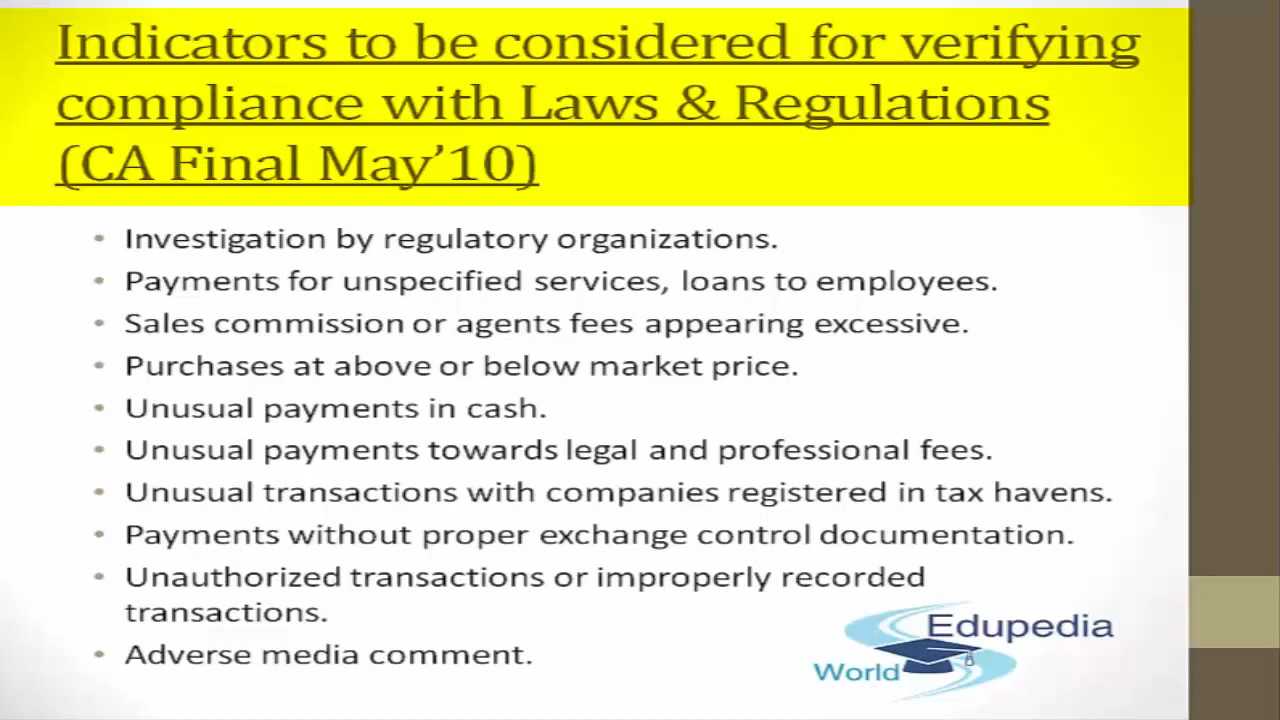 Indicators to be considered for verifying
compliance with Laws & Regulations
(CA Final May’10)
• Investigation by regulatory organizations.
• Payments for unspecified services, loans to employees.
• Sales commission or agents fees appearing excessive.
• Purchases at above or below market price.
• Unusual payments in cash.
• Unusual payments towards legal and professional fees.
• Unusual transactions with companies registered in tax havens.
• Payments without proper exchange control documentation.
• Unauthorized transactions or improperly recorded
transactions.
• Adverse media comment.
Edupedia
World